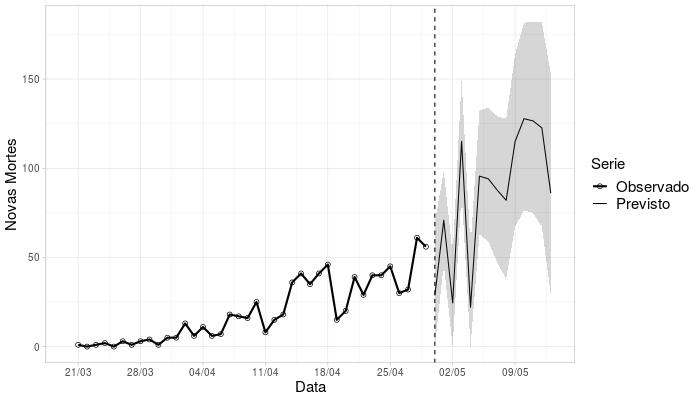 Novas Mortes
150
100
50
0
21/03
28/03
04/04
11/04
18/04
25/04
02/05
09/05
Data
Serie
Observado
Previsto